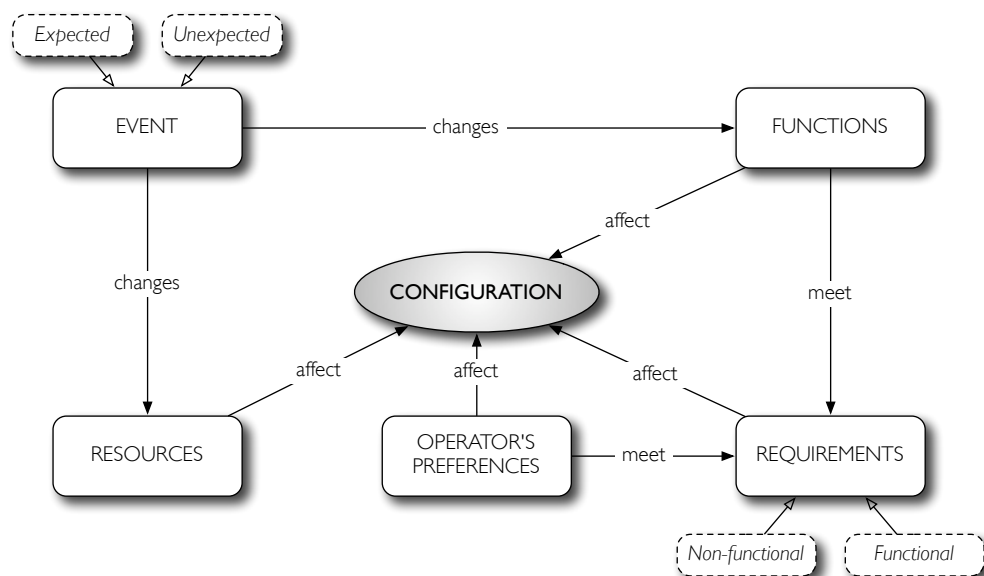 Expected
Unexpected
EVENT
changes
FUNCTIONS
affect
changes
CONFIGURATION
meet
affect
affect
affect
RESOURCES
OPERATOR'S
PREFERENCES
meet
REQUIREMENTS
Non-functional
Functional